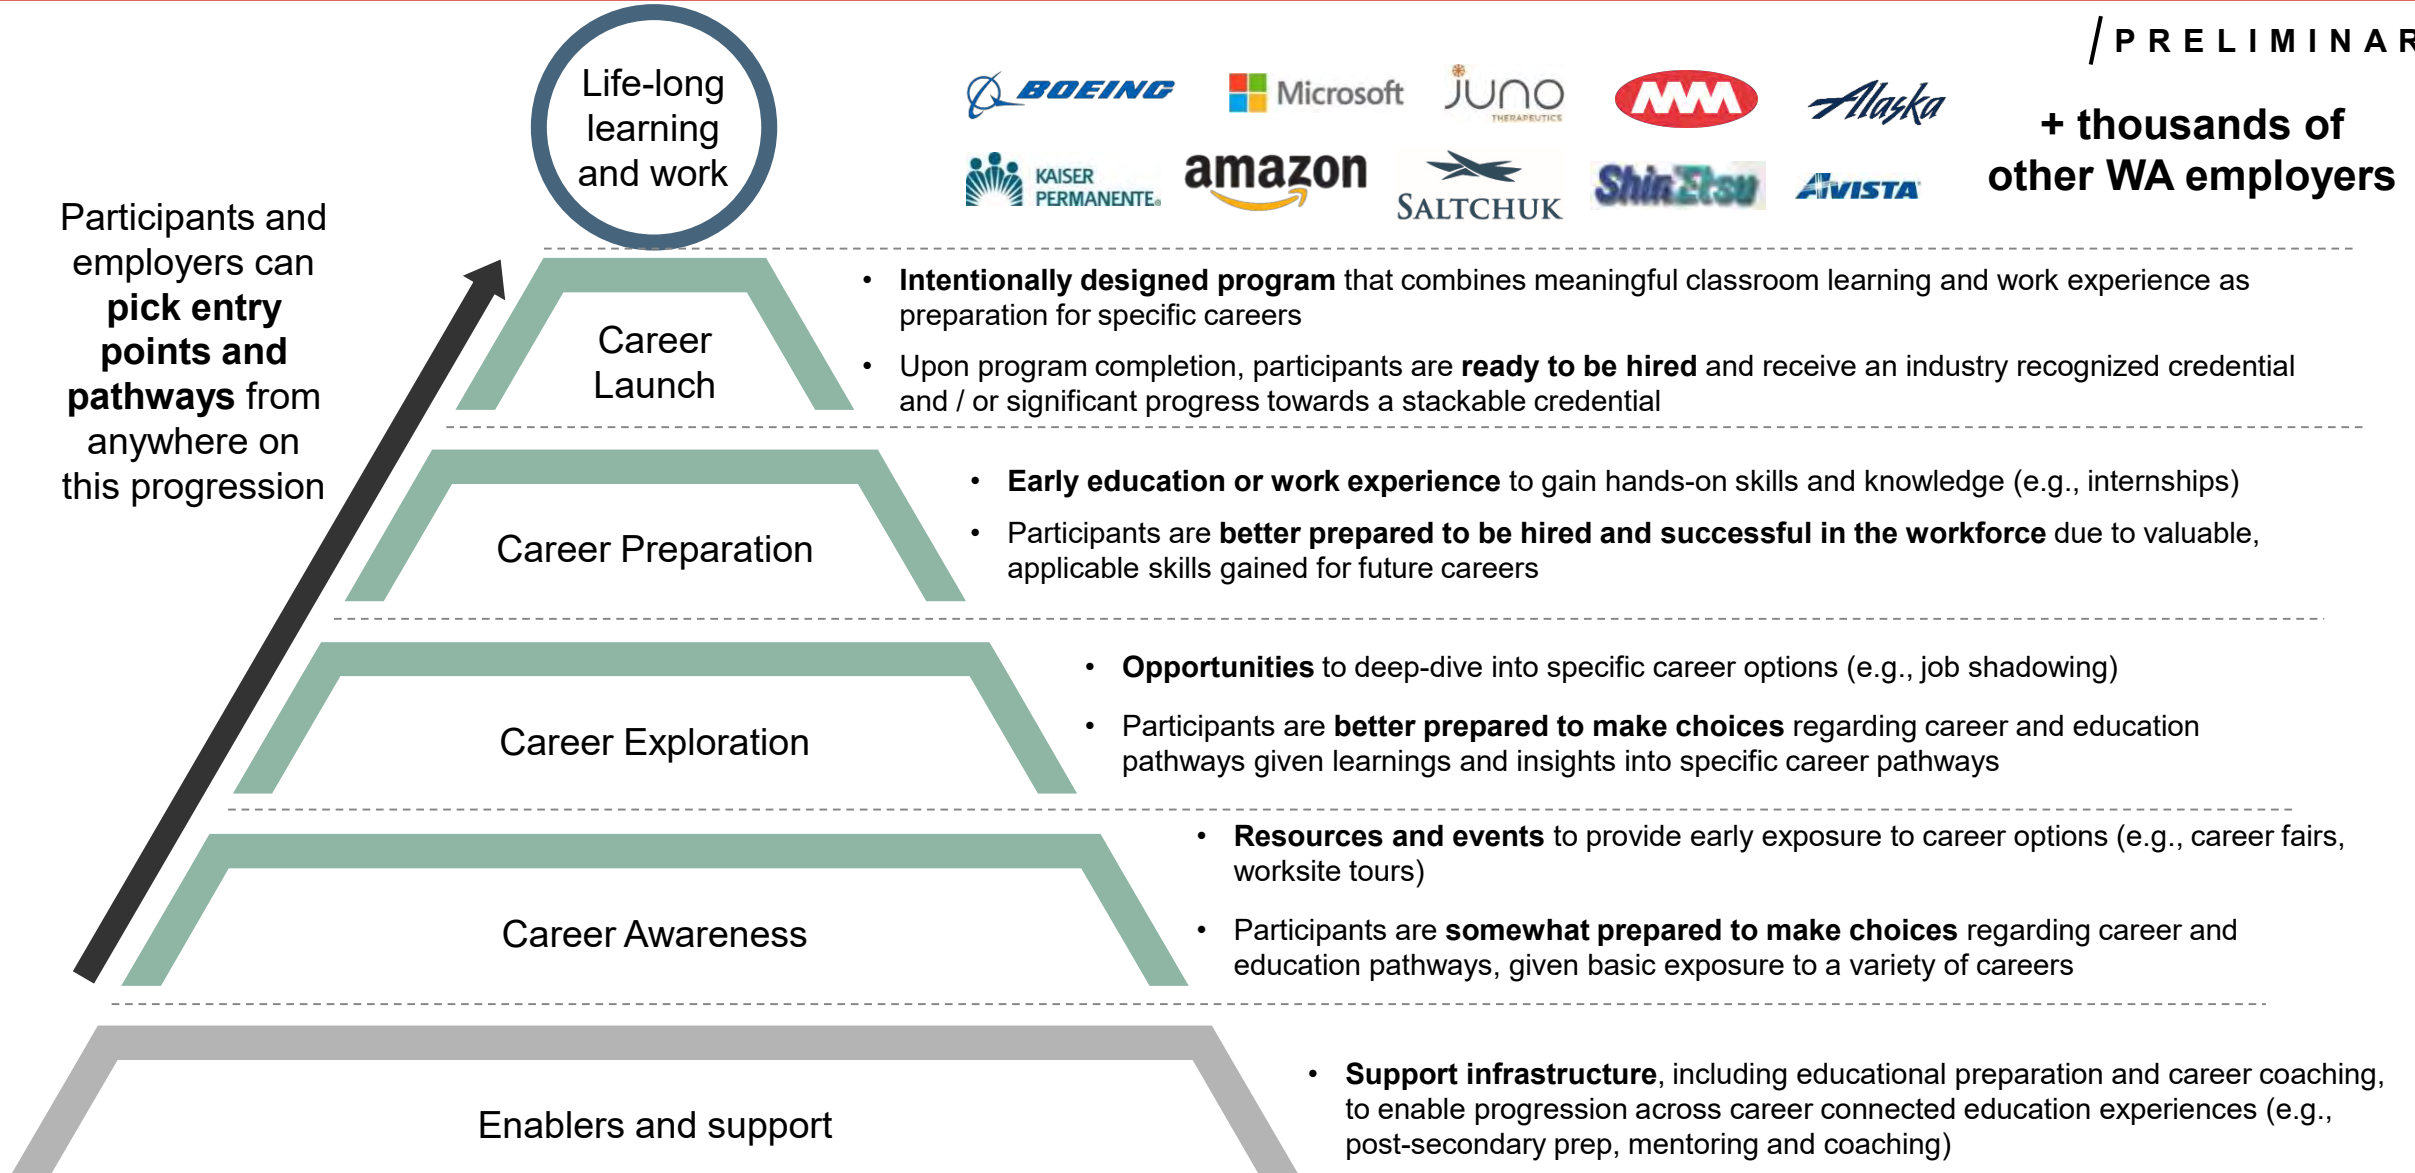 / PRELIMINAR
Life-long
learning
and work
BOEING
Microsoft
juno
THERAPEUTICS
Alaska
KAISER
PERMANENTE®
amazon
SALTCHUK
ShinEtsu
AVISTA
+ thousands of
other WA employers
Participants and
employers can
pick entry
points and
pathways from
anywhere on
this progression
Career
Launch
• Intentionally designed program that combines meaningful classroom learning and work experience as
preparation for specific careers
• Upon program completion, participants are ready to be hired and receive an industry recognized credential
and / or significant progress towards a stackable credential
Career Preparation
• Early education or work experience to gain hands-on skills and knowledge (e.g., internships)
• Participants are better prepared to be hired and successful in the workforce due to valuable,
applicable skills gained for future careers
Career Exploration
• Opportunities to deep-dive into specific career options (e.g., job shadowing)
• Participants are better prepared to make choices regarding career and education
pathways given learnings and insights into specific career pathways
Career Awareness
• Resources and events to provide early exposure to career options (e.g., career fairs,
worksite tours)
• Participants are somewhat prepared to make choices regarding career and
education pathways, given basic exposure to a variety of careers
Enablers and support
• Support infrastructure, including educational preparation and career coaching,
to enable progression across career connected education experiences (e.g.,
post-secondary prep, mentoring and coaching)